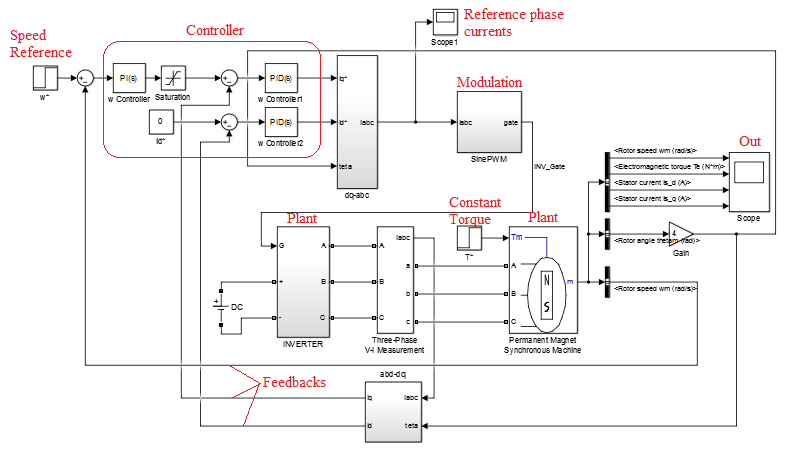 Speed
Reference
Controller
Reference phase
currents
Scope1
PI(s)
w Controller
Saturation
PID(s)
w Controller1
w*
0
Id*
PID(s)
w Controller2
Iq*
Id*
teta
Iabc
dq-abc
Modulation
Iabc
gate
SinePWM
INV_Gate
<Rotor speed wm (rad/s)>
<Electromagnetic torque Te (N*m)>
<Stator current is_d (A)>
<Stator current is_q (A)>
Out
Scope
4
<Rotor angle thetam (rad)>
Gain
<Rotor speed wm (rad/s)>
Constant
Torque
T*
Plant
Plant
G
+
-
A
B
C
INVERTER
DC
+
-
A
B
C
Iabc
a
b
c
Three-Phase
V-I Measurement
Tm
A
B
C
N
S
m
Permanent Magnet
Synchronous Machine
Feedbacks
abd-dq
Iq
Id
Iabc
teta